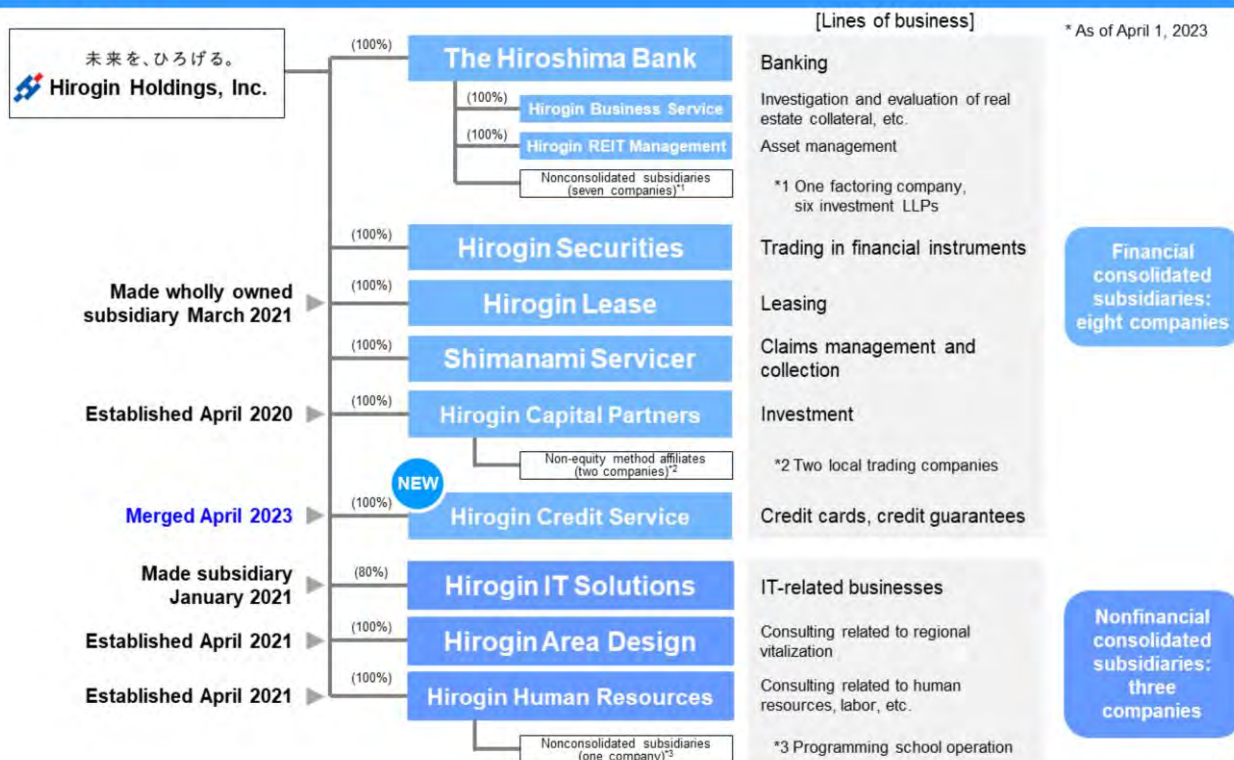 [Lines of business]
* As of April 1, 2023
未来を、ひろげる。
Hirogin Holdings, Inc.
(100%)
The Hiroshima Bank
Banking
(100%)
Hirogin Business Service
Investigation and evaluation of real
estate collateral, etc.
(100%)
Hirogin REIT Management
Asset management
Nonconsolidated subsidiaries
(seven companies)*1
*1 One factoring company,
six investment LLPs
(100%)
Hirogin Securities
Trading in financial instruments
Made wholly owned
subsidiary March 2021
(100%)
Hirogin Lease
Leasing
(100%)
Shimanami Servicer
Claims management and
collection
Established April 2020
(100%)
Hirogin Capital Partners
Investment
Non-equity method affiliates
(two companies)*2
*2 Two local trading companies
NEW
Merged April 2023
(100%)
Hirogin Credit Service
Credit cards, credit guarantees
Financial
consolidated
subsidiaries:
eight companies
Made subsidiary
January 2021
(80%)
Hirogin IT Solutions
IT-related businesses
Established April 2021
(100%)
Hirogin Area Design
Consulting related to regional
vitalization
Established April 2021
(100%)
Hirogin Human Resources
Consulting related to human
resources, labor, etc.
Nonconsolidated subsidiaries
(one company)*3
*3 Programming school operation
Nonfinancial
consolidated
subsidiaries:
three
companies